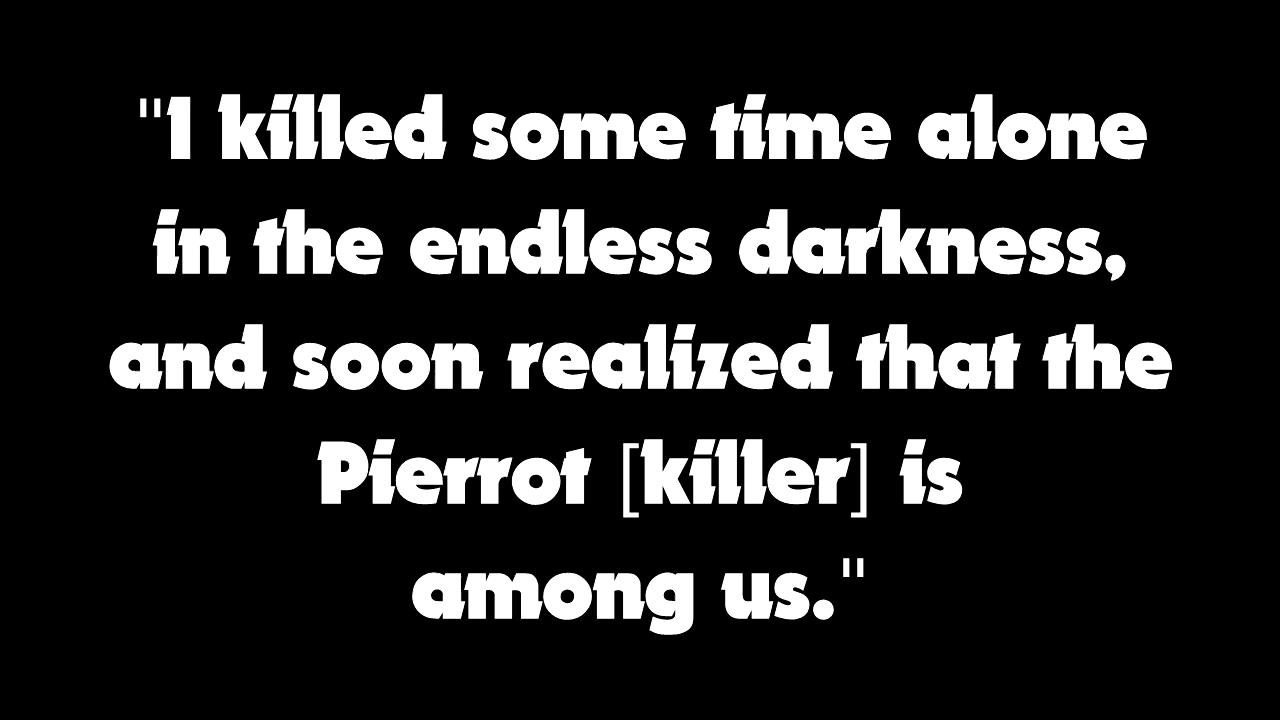 "I killed some time alone
in the endless darkness,
and soon realized that the
Pierrot [killer] is
among us."